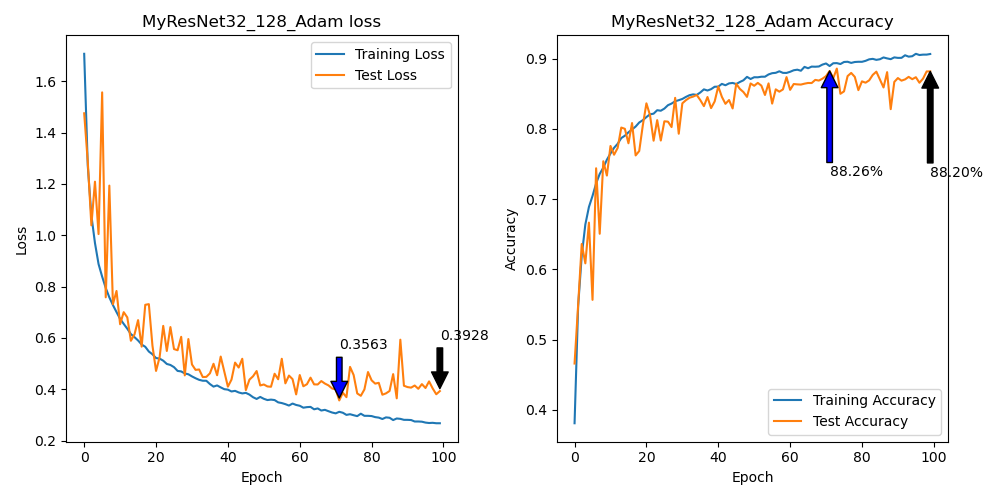 MyResNet32_128_Adam loss
Training Loss
Test Loss
1.6
1.4
1.2
1.0
0.8
0.6
0.4
0.2
Loss
0.3563
0.3928
0 20 40 60 80 100
Epoch
MyResNet32_128_Adam Accuracy
0.9
0.8
0.7
0.6
0.5
0.4
Accuracy
88.26%
88.20%
Training Accuracy
Test Accuracy
0 20 40 60 80 100
Epoch